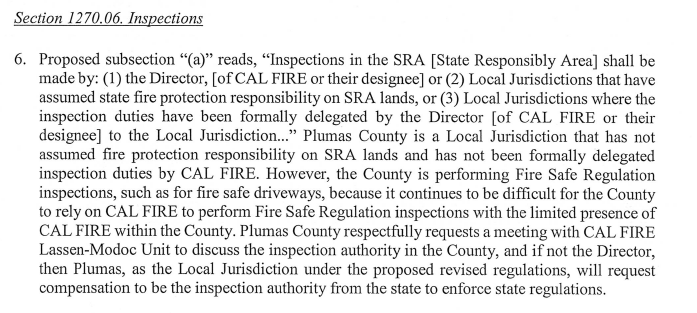 Section 1270.06. Inspections
6. Proposed subsection “(a)” reads, “Inspections in the SRA [State Responsibly Area] shall be
made by: (1) the Director, [of CAL FIRE or their designee] or (2) Local Jurisdictions that have
assumed state fire protection responsibility on SRA lands, or (3) Local Jurisdictions where the
inspection duties have been formally delegated by the Director [of CAL FIRE or their
designee] to the Local Jurisdiction...” Plumas County is a Local Jurisdiction that has not
assumed fire protection responsibility on SRA lands and has not been formally delegated
inspection duties by CAL FIRE. However, the County is performing Fire Safe Regulation
inspections, such as for fire safe driveways, because it continues to be difficult for the County
to rely on CAL FIRE to perform Fire Safe Regulation inspections with the limited presence of
CAL FIRE within the County. Plumas County respectfully requests a meeting with CAL FIRE
Lassen-Modoc Unit to discuss the inspection authority in the County, and if not the Director,
then Plumas, as the Local Jurisdiction under the proposed revised regulations, will request
compensation to be the inspection authority from the state to enforce state regulations.